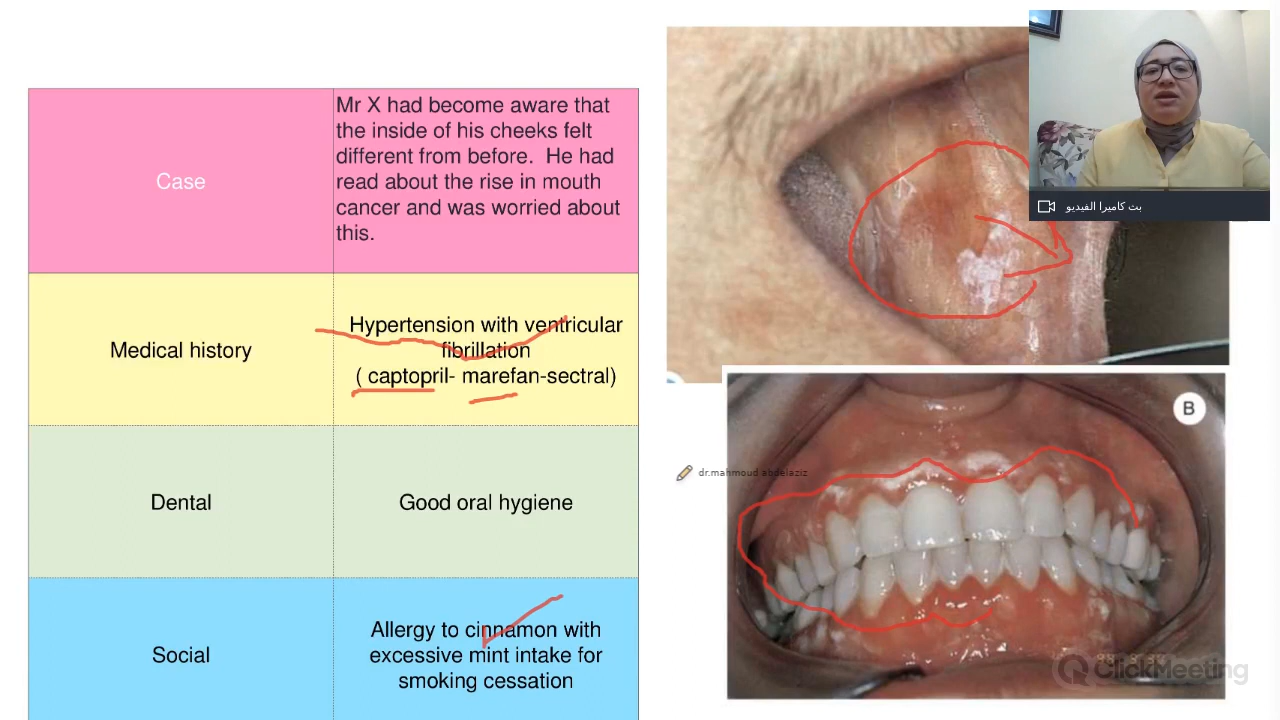 Case
Mr X had become aware that
the inside of his cheeks felt
different from before. He had
read about the rise in mouth
cancer and was worried about
this.
Medical history
Hypertension with ventricular
fibrillation
( captopril- marefan-sectral)
Dental
Good oral hygiene
Social
Allergy to cinnamon with
excessive mint intake for
smoking cessation
بث كاميرا الفيديو
B
dr.mahmoud abdelaziz
ClickMeeting